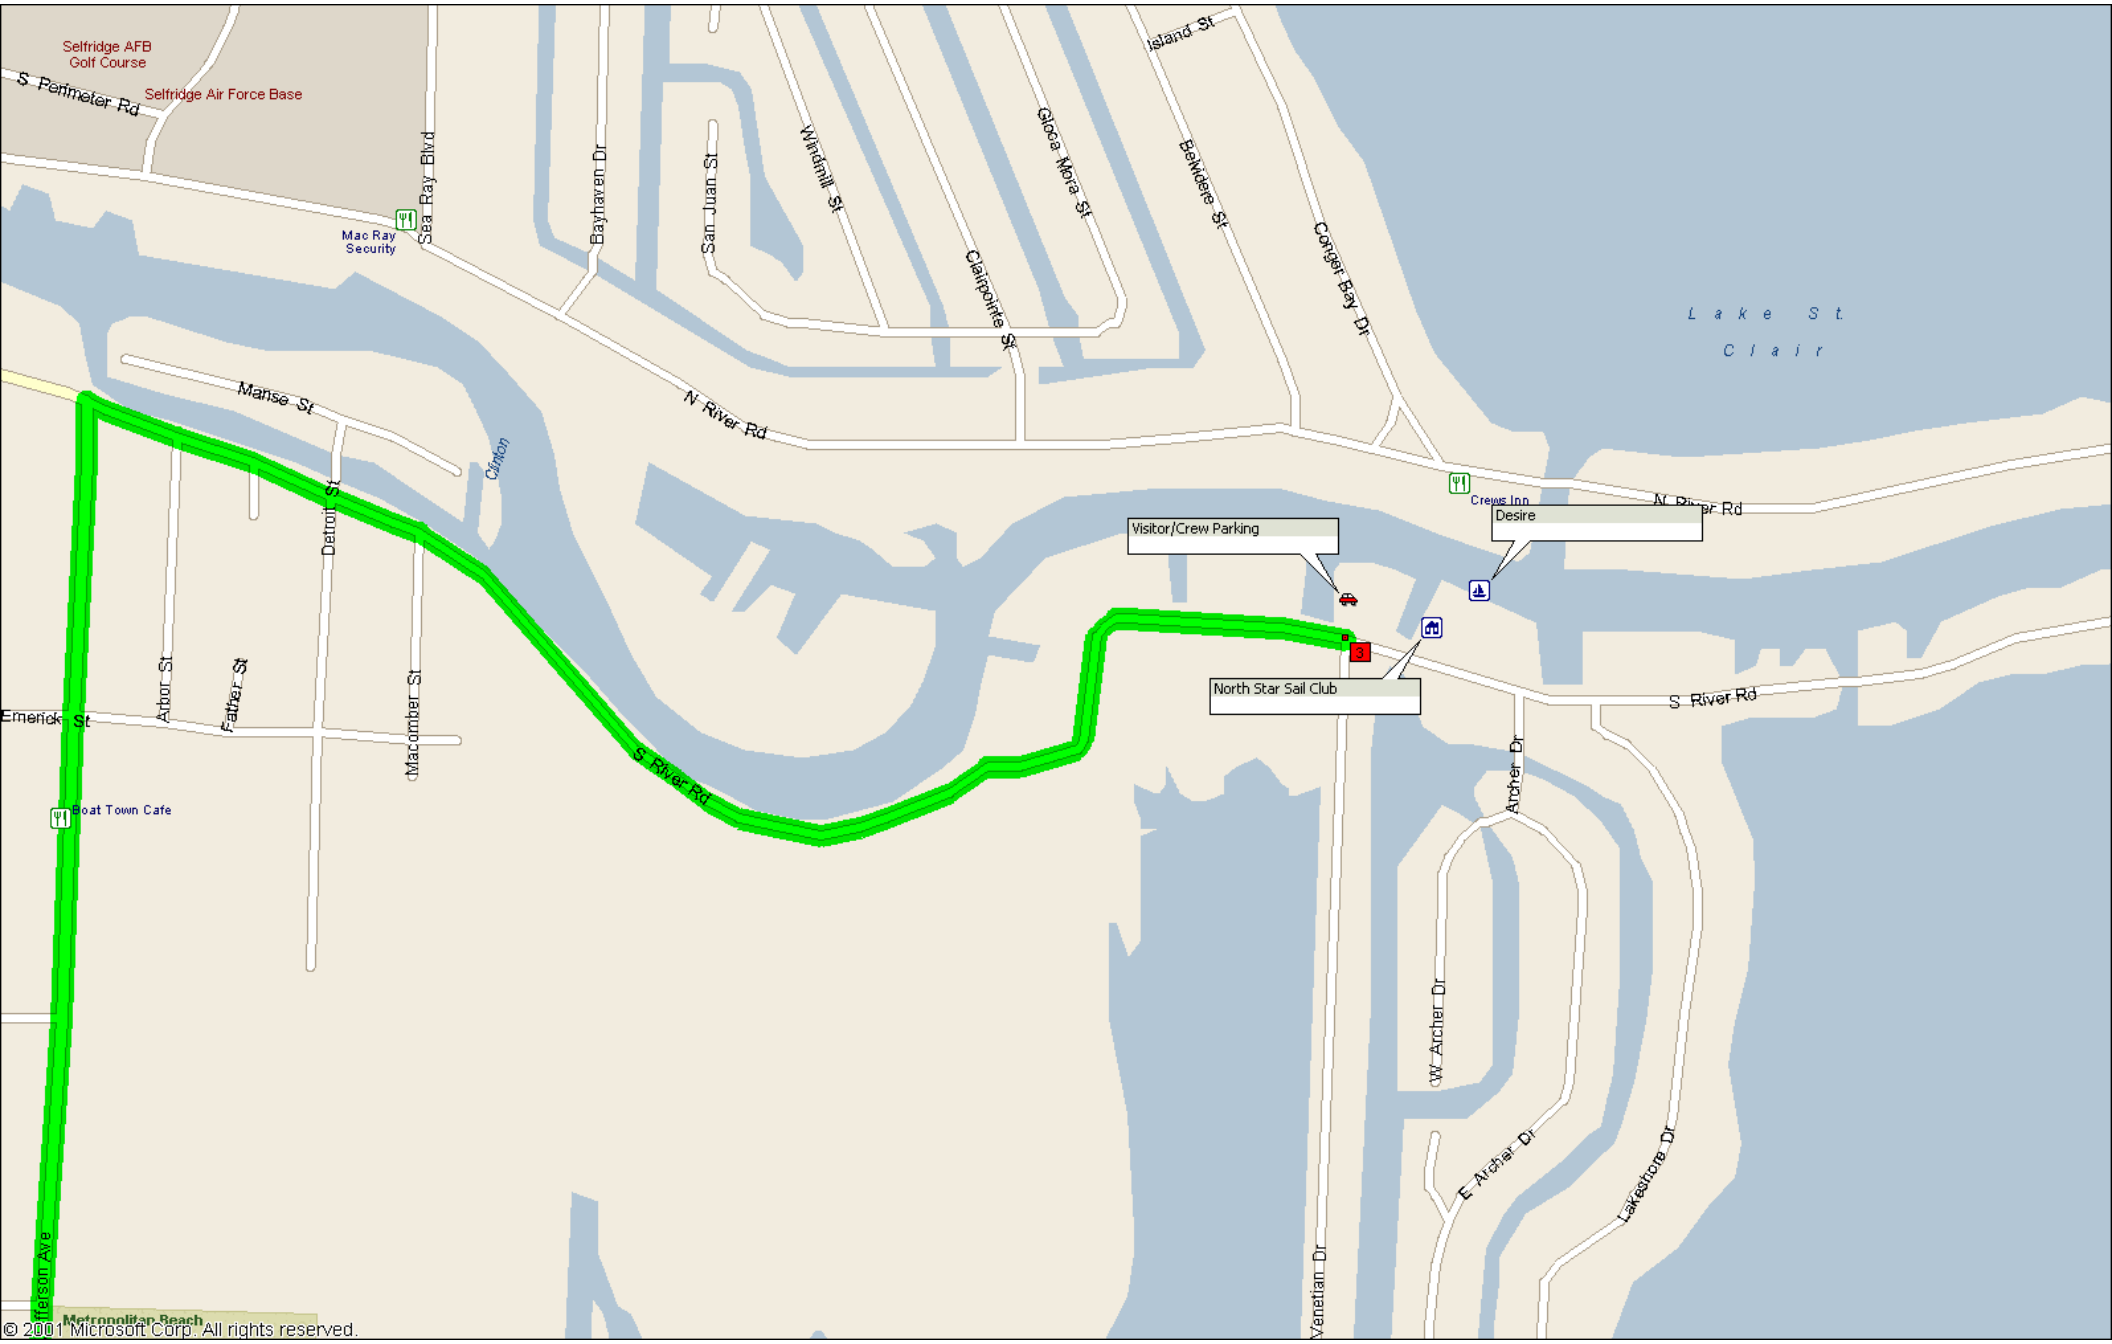 Island St
Selfridge AFB
Golf Course
S Perimeter Rd
Selfridge Air Force Base
Sea Ray Blvd
Bayhaven Dr
San Juan St
Windmill St
Gloca Mora St
Belvidere St
Mac Ray
Security
Clairpointe St
Conger Bay Dr
Lake St.
Clair
Manse St
N River Rd
Clinton
Detroit St
Crews Inn
N River Rd
Desire
Visitor/Crew Parking
3
North Star Sail Club
S River Rd
Arbor St
Father St
Macomber St
Emerick St
S River Rd
Archer Dr
Boat Town Cafe
W Archer Dr
E Archer Dr
Lakeshore Dr
Venetian Dr
fferson Ave
Metropolitan Beach
© 2001 Microsoft Corp. All rights reserved.